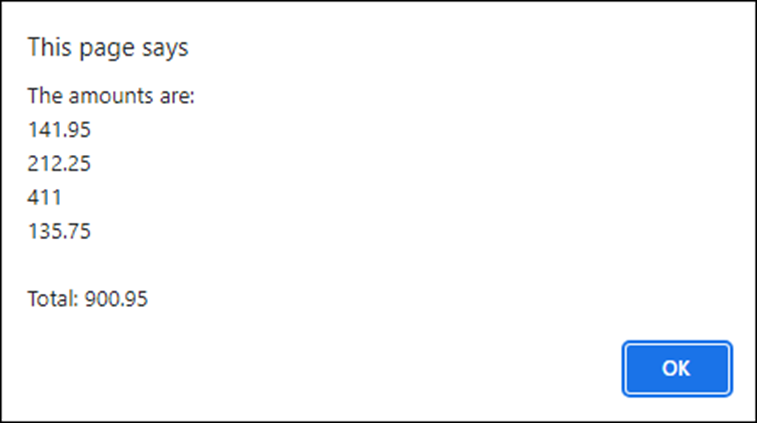 This page says
The amounts are:
141.95
212.25
411
135.75
Total: 900.95
OK